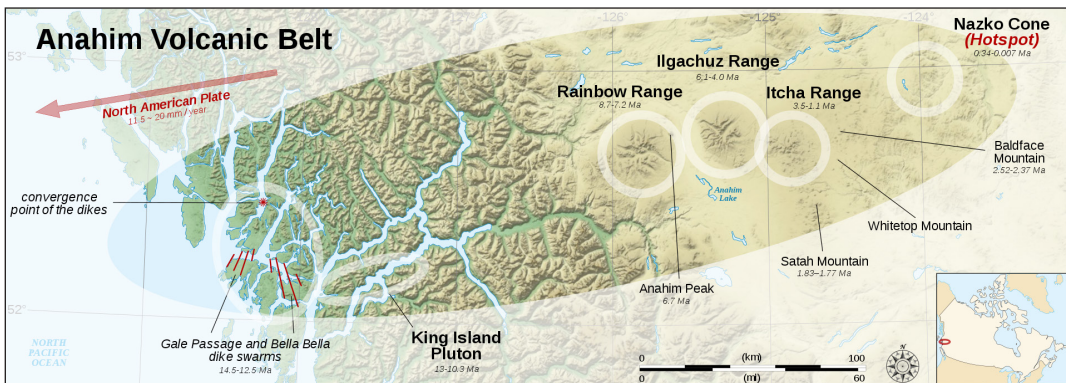 Anahim Volcanic Belt
-126
-125
-124
53°
52°
Nazko Cone
(Hotspot)
0.34-0.007 Ma
Ilgachuz Range
6.1-4.0 Ma
Rainbow Range
8.7-7.2 Ma
Itcha Range
3.5-1.1 Ma
North American Plate
11.5 – 20 mm / year
Baldface
Mountain
2.52-2.37 Ma
convergence
point of the dikes
Anahim
Lake
Whitetop Mountain
Satah Mountain
1.83–1.77 Ma
Anahim Peak
6.7 Ma
King Island
Pluton
13-10.3 Ma
Gale Passage and Bella Bella
dike swarms
14.5-12.5 Ma
NORTH
PACIFIC
OCEAN
0 (km) 100
0 (mi) 60
N